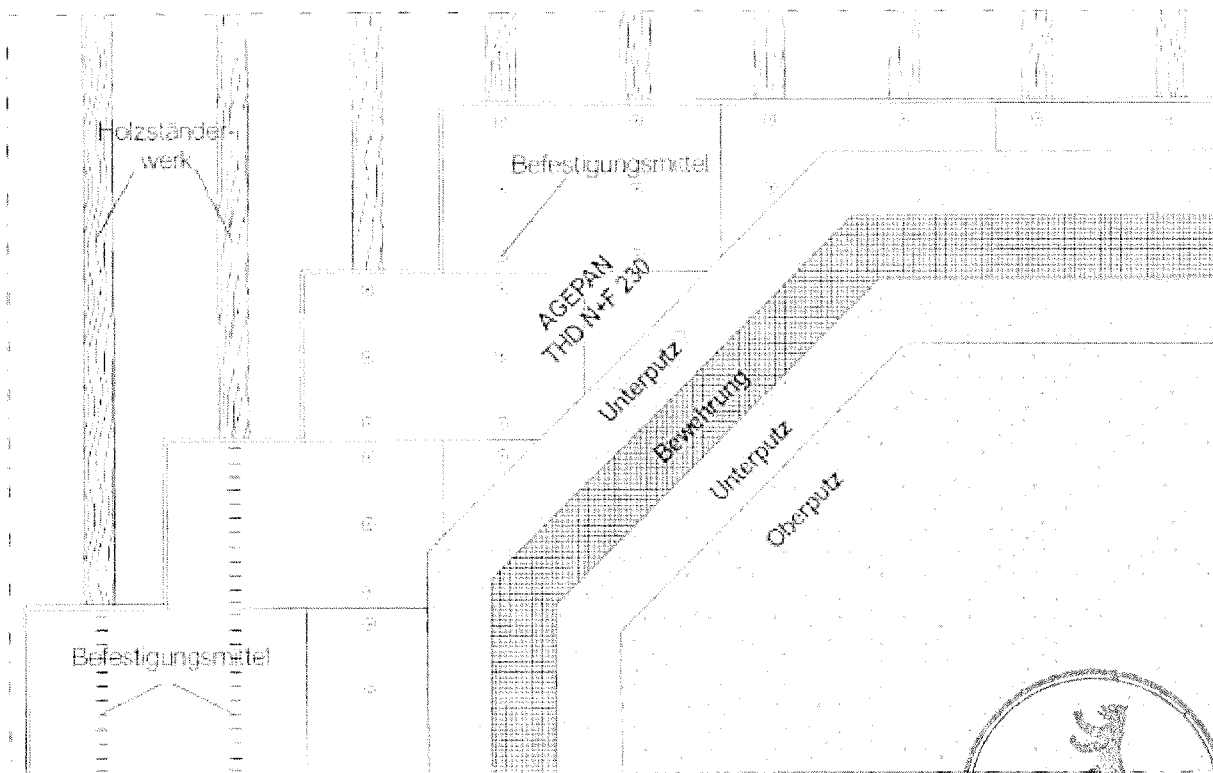 Holzständer-
werk
Befestigungsmittel
AGEPAN
THD N+F 230
Unterputz
Bewehrung
Unterputz
Oberputz
Befestigungsmittel